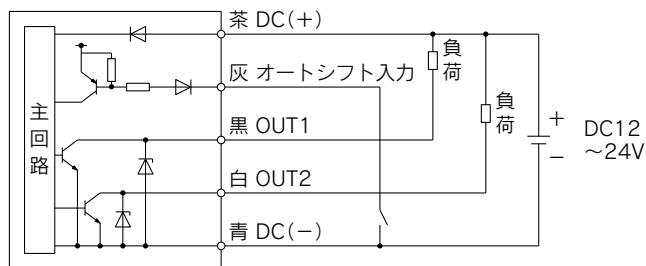 茶 DC(+)
灰 オートシフト入力
黒 OUT1
白 OUT2
青 DC(−)
主回路
負荷
負荷
+
−
DC12
~24V